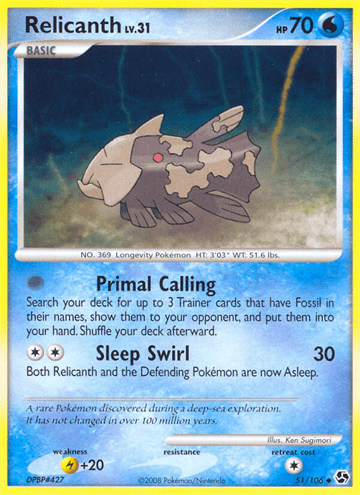 Relicanth LV.31 HP 70
BASIC
NO. 369 Longevity Pokémon HT: 3'03" WT: 51.6 lbs.
Primal Calling
Search your deck for up to 3 Trainer cards that have Fossil in
their names, show them to your opponent, and put them into
your hand. Shuffle your deck afterward.
Sleep Swirl 30
Both Relicanth and the Defending Pokémon are now Asleep.
A rare Pokémon discovered during a deep-sea exploration.
It has not changed in over 100 million years.
Illus. Ken Sugimori
weakness resistance retreat cost
+20
DPBP#427 ©2008 Pokémon/Nintendo 51/106